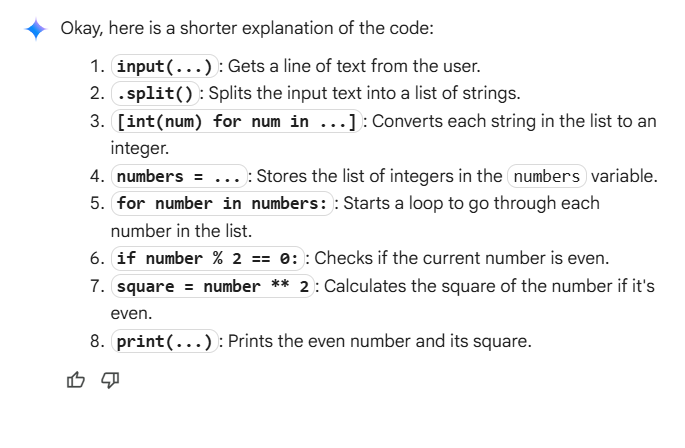 Okay, here is a shorter explanation of the code:
1. input(...): Gets a line of text from the user.
2. .split(): Splits the input text into a list of strings.
3. [int(num) for num in ...]: Converts each string in the list to an
integer.
4. numbers = ...: Stores the list of integers in the numbers variable.
5. for number in numbers:: Starts a loop to go through each
number in the list.
6. if number % 2 == 0:: Checks if the current number is even.
7. square = number ** 2: Calculates the square of the number if it's
even.
8. print(...): Prints the even number and its square.